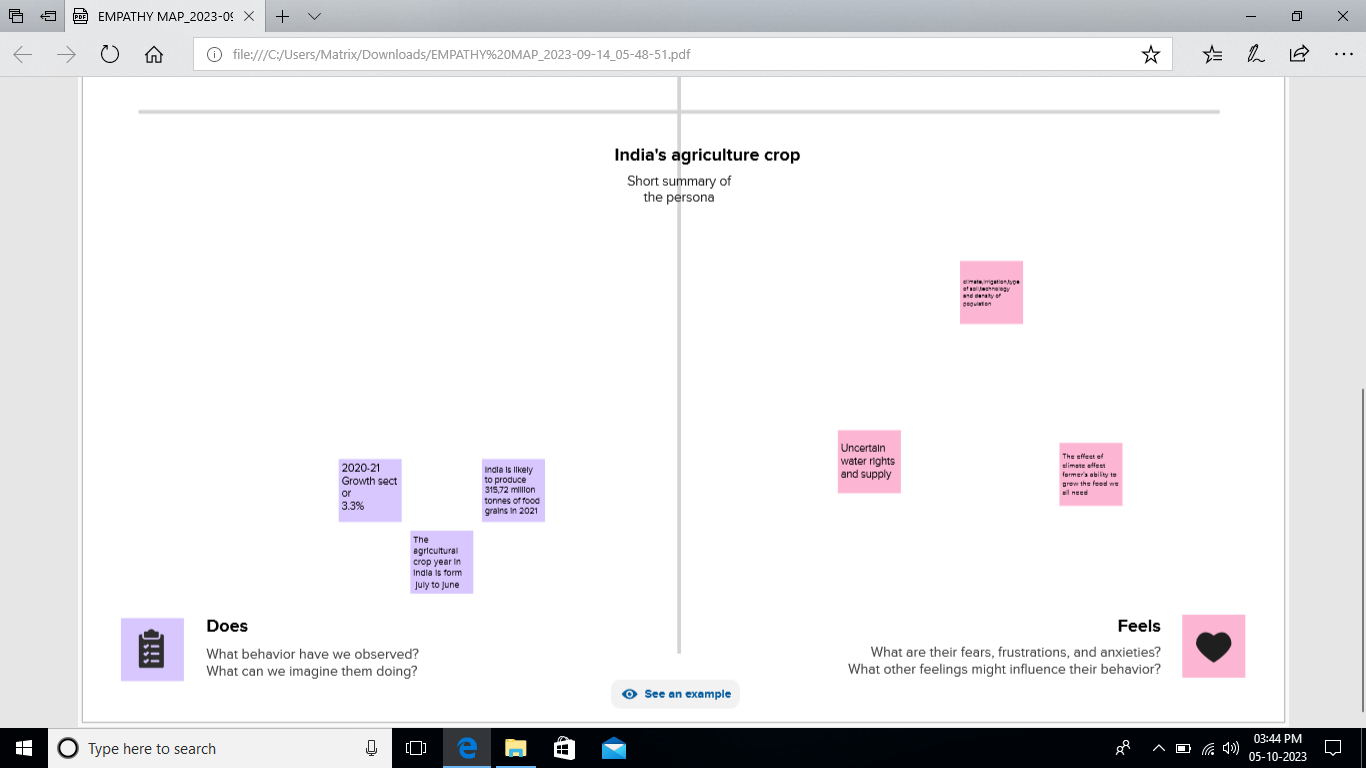 EMPATHY MAP_2023-09
file:///C:/Users/Matrix/Downloads/EMPATHY%20MAP_2023-09-14_05-48-51.pdf
India's agriculture crop
Short summary of
the persona
climate,irrigation,type
of soil,technology
and density of
population
Uncertain
water rights
and supply
The effect of
climate affect
farmer's ability to
grow the food we
all need
2020-21
Growth sect
or
3.3%
India is likely
to produce
315,72 million
tonnes of food
grains in 2021
The
agricultural
crop year in
india is form
july to june
Does
What behavior have we observed?
What can we imagine them doing?
Feels
What are their fears, frustrations, and anxieties?
What other feelings might influence their behavior?
See an example
Type here to search
03:44 PM
05-10-2023